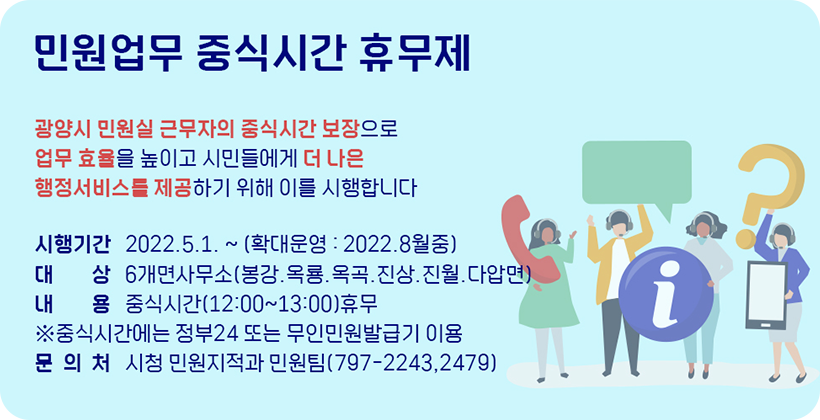 민원업무 중식시간 휴무제
광양시 민원실 근무자의 중식시간 보장으로
업무 효율을 높이고 시민들에게 더 나은
행정서비스를 제공하기 위해 이를 시행합니다
시행기간 2022.5.1. ~ (확대운영 : 2022.8월중)
대 상 6개면사무소(봉강.옥룡.옥곡.진상.진월.다압면)
내 용 중식시간(12:00~13:00)휴무
※중식시간에는 정부24 또는 무인민원발급기 이용
문 의 처 시청 민원지적과 민원팀(797-2243,2479)
i
?